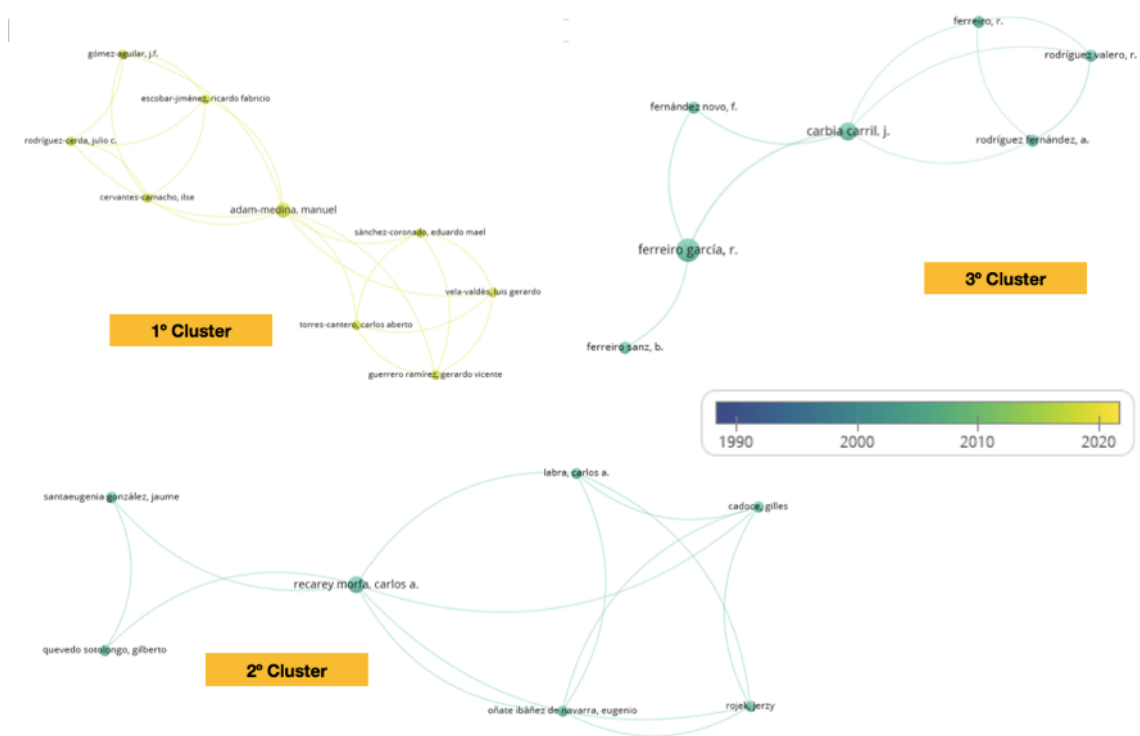 gómez-aguilar, j.f.
escobar-jiménez, ricardo fabricio
rodríguez-cerda, julio c.
cervantes-camacho, ilse
adam-medina, manuel
sánchez-coronado, eduardo mael
vela-valdés, luis gerardo
torres-cantero, carlos aberto
guerrero ramírez, gerardo vicente
1º Cluster
ferreiro, r.
rodríguez valero, r.
fernández novo, f.
carbia carril, j.
rodríguez fernández, a.
ferreiro garcía, r.
3º Cluster
ferreiro sanz, b.
1990 2000 2010 2020
labra, carlos a.
santaeugenia gonzález, jaume
cadoce, gilles
recarey morfa, carlos a.
quevedo sotolongo, gilberto
2º Cluster
oñate ibáñez de navarra, eugenio
rojek, jerzy